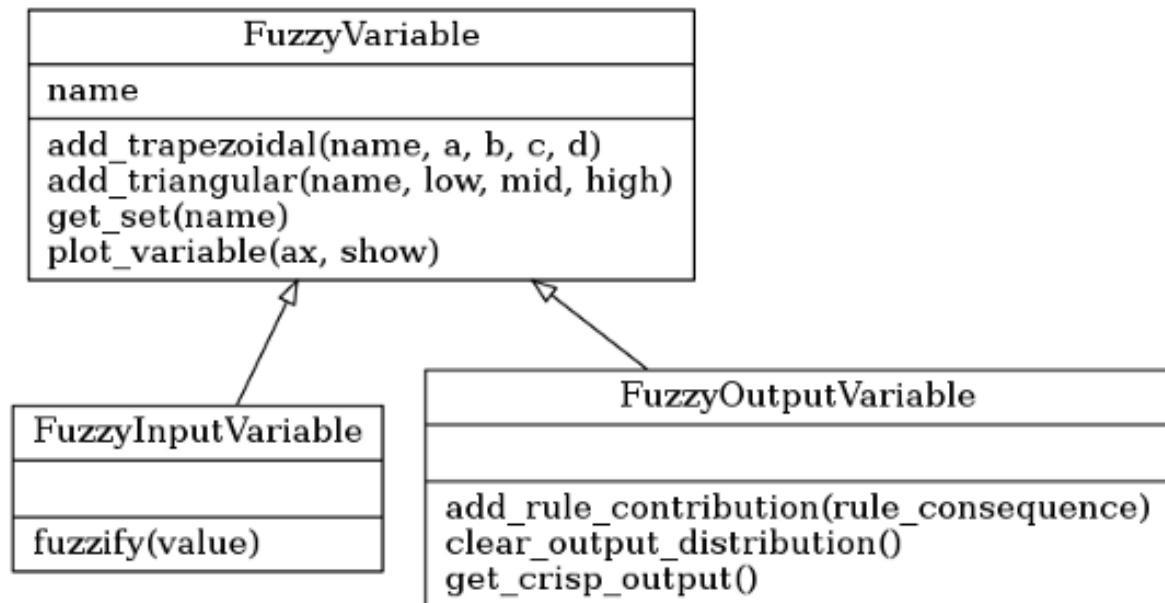 FuzzyVariable
name
add_trapezoidal(name, a, b, c, d)
add_triangular(name, low, mid, high)
get_set(name)
plot_variable(ax, show)
FuzzyInputVariable
fuzzify(value)
FuzzyOutputVariable
add_rule_contribution(rule_consequence)
clear_output_distribution()
get_crisp_output()